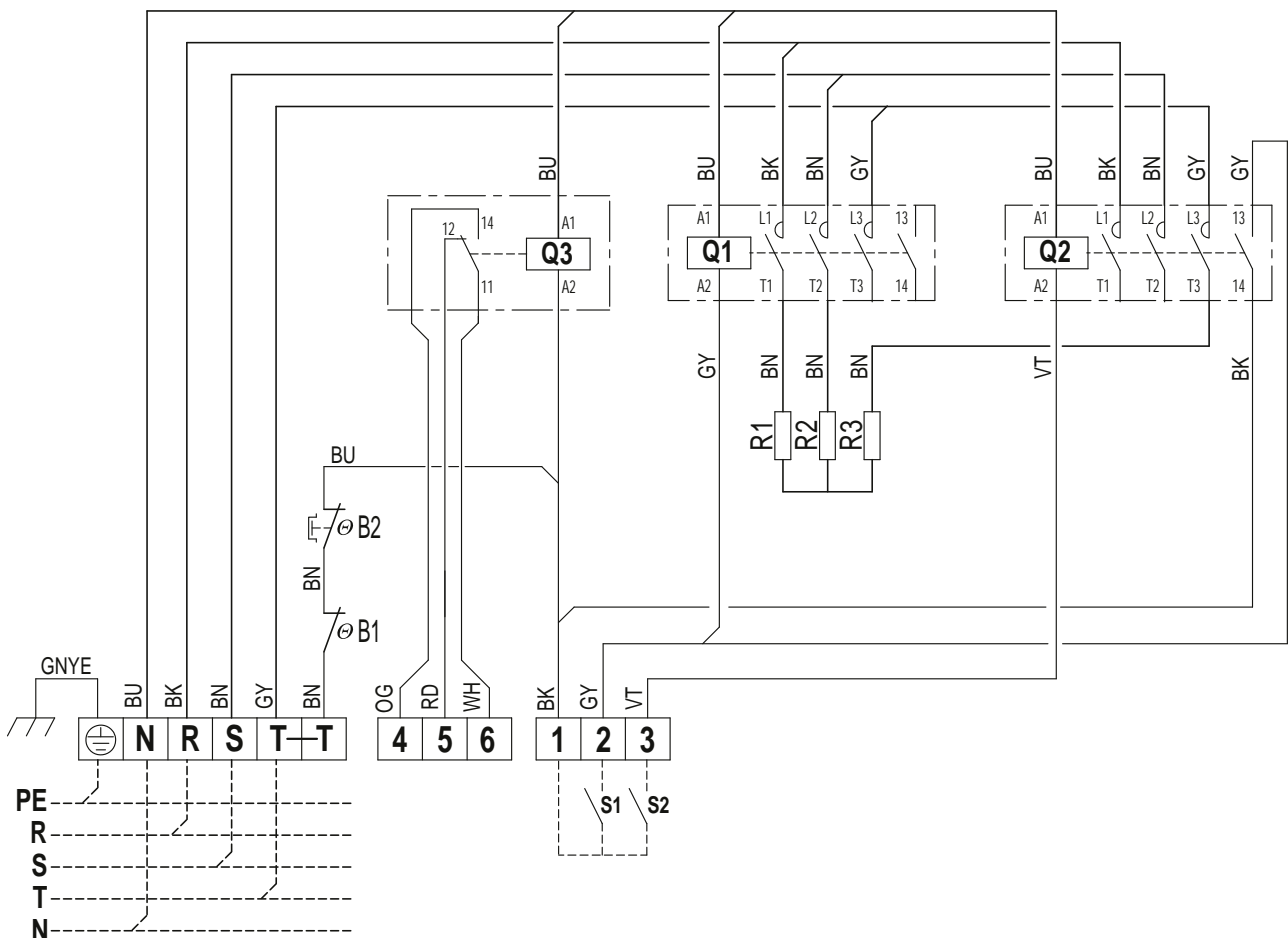 BU BU BK BN GY BU BK BN GY GY
12 14 A1 A1 L1 L2 L3 13 A1 L1 L2 L3 13
Q3 Q1 Q2
11 A2 A2 T1 T2 T3 14 A2 T1 T2 T3 14
GY BN BN BN VT BK
R1 R2 R3
BU
Θ B2
BN
Θ B1
GNYE
BU BK BN GY BN OG RD WH BK GY VT
N R S T T 4 5 6 1 2 3
S1 S2
PE
R
S
T
N